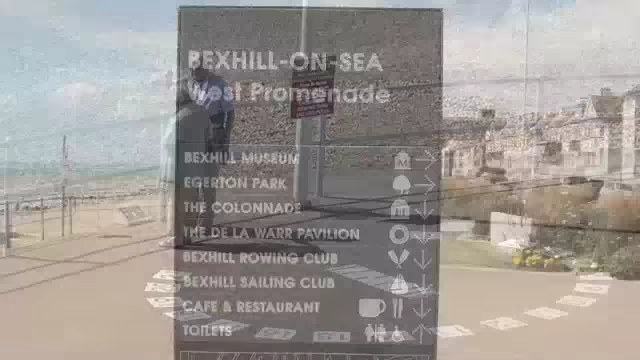 BEXHILL-ON-SEA
West Promenade
BEXHILL MUSEUM
EGERTON PARK
THE COLONNADE
THE DE LA WARR PAVILION
BEXHILL ROWING CLUB
BEXHILL SAILING CLUB
CAFE & RESTAURANT
TOILETS